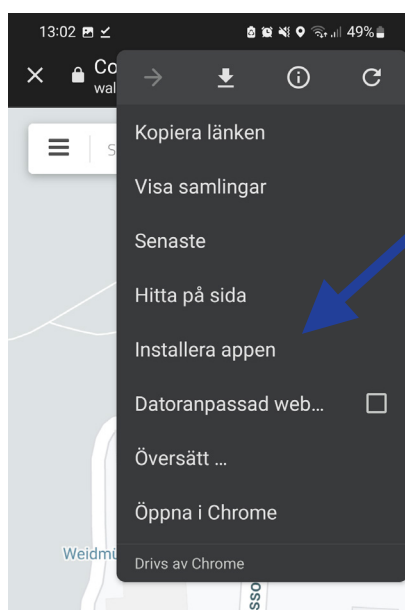 13:02 49%
Co
wal
S
Kopiera länken
Visa samlingar
Senaste
Hitta på sida
Installera appen
Datoranpassad web...
Översätt ...
Öppna i Chrome
Drivs av Chrome
Weidmü
sso